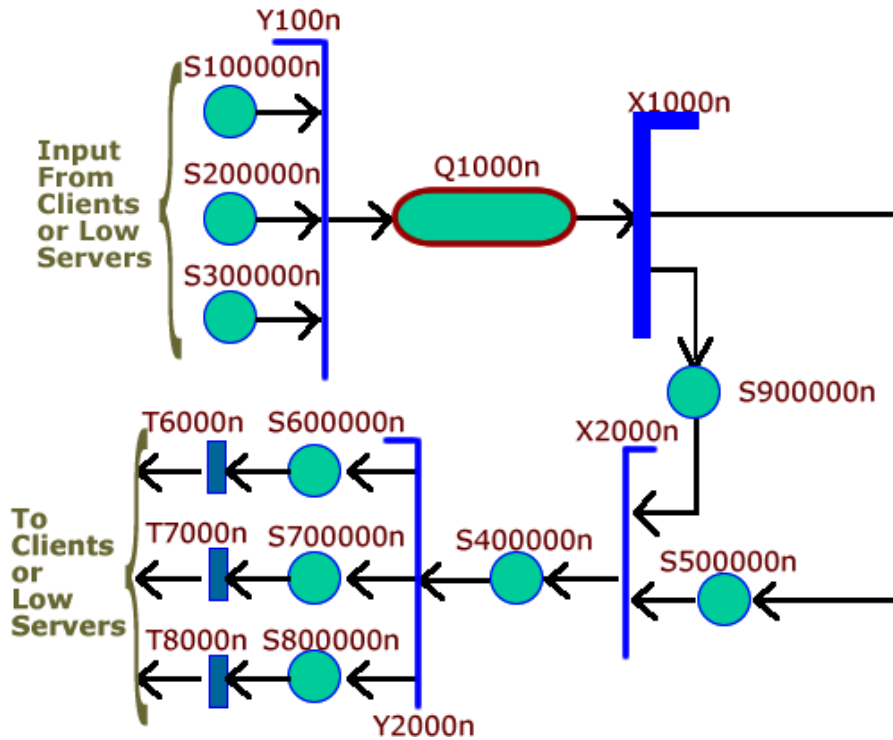 Y100n
S100000n
X1000n
Input
From
Clients
or Low
Servers
S200000n
Q1000n
S300000n
S900000n
T6000n
S600000n
X2000n
To
Clients
or
Low
Servers
T7000n
S700000n
S400000n
S500000n
T8000n
S800000n
Y2000n